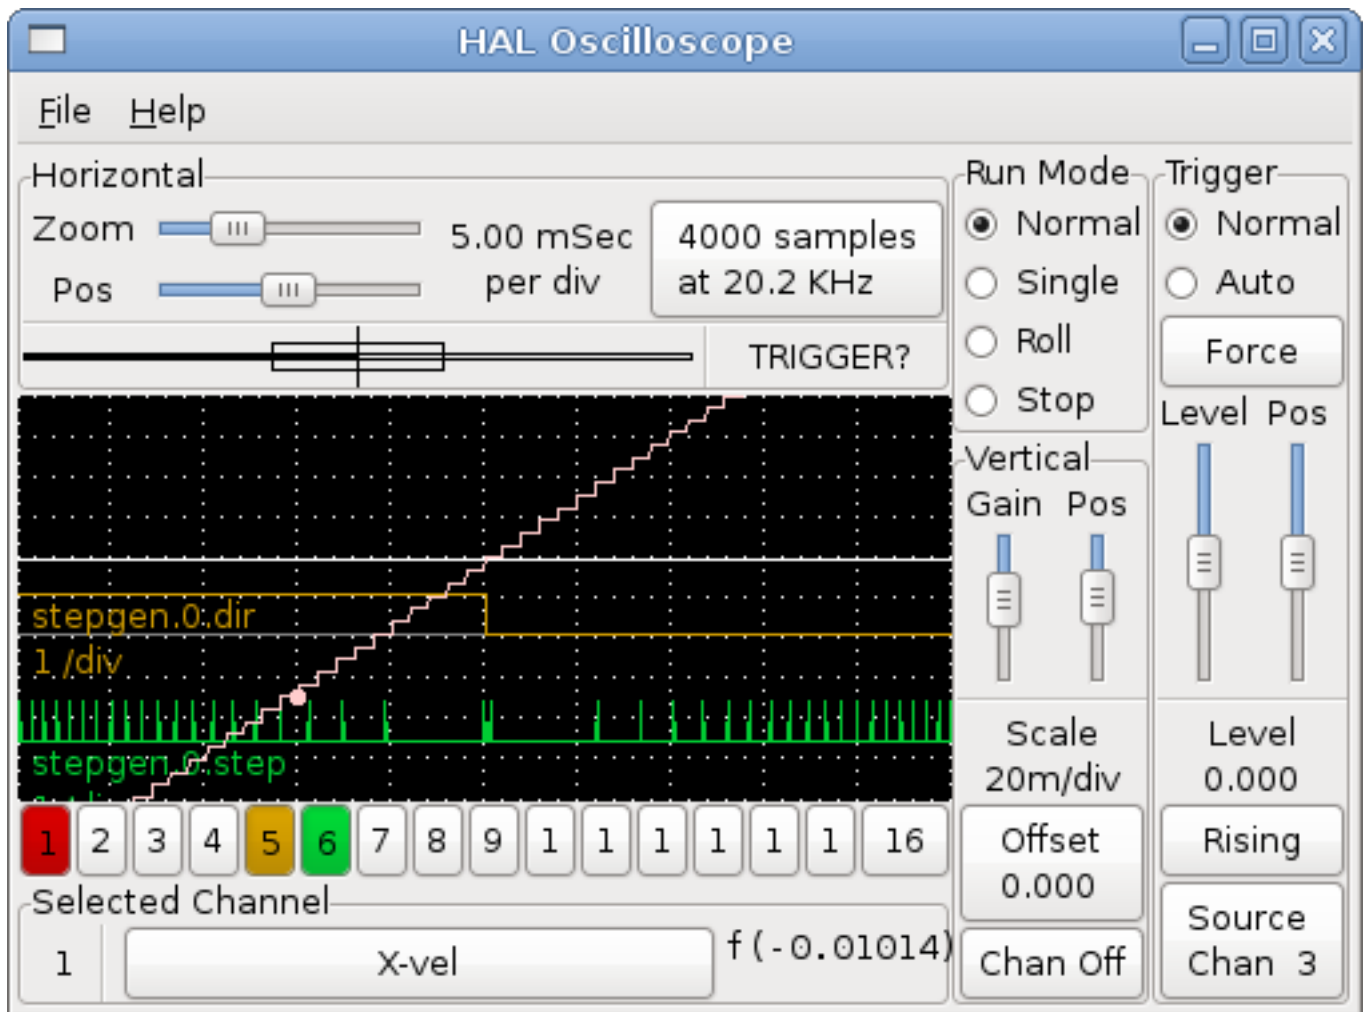 HAL Oscilloscope
File Help
Horizontal
Zoom
Pos
5.00 mSec
per div
4000 samples
at 20.2 KHz
TRIGGER?
Run Mode
Normal
Single
Roll
Stop
Trigger
Normal
Auto
Force
Level Pos
Vertical
Gain Pos
stepgen.0.dir
1 /div
stepgen.0.step
Scale
20m/div
Offset
0.000
Chan Off
Level
0.000
Rising
Source
Chan 3
1 2 3 4 5 6 7 8 9 1 1 1 1 1 1 16
Selected Channel
1
X-vel
f(-0.01014)